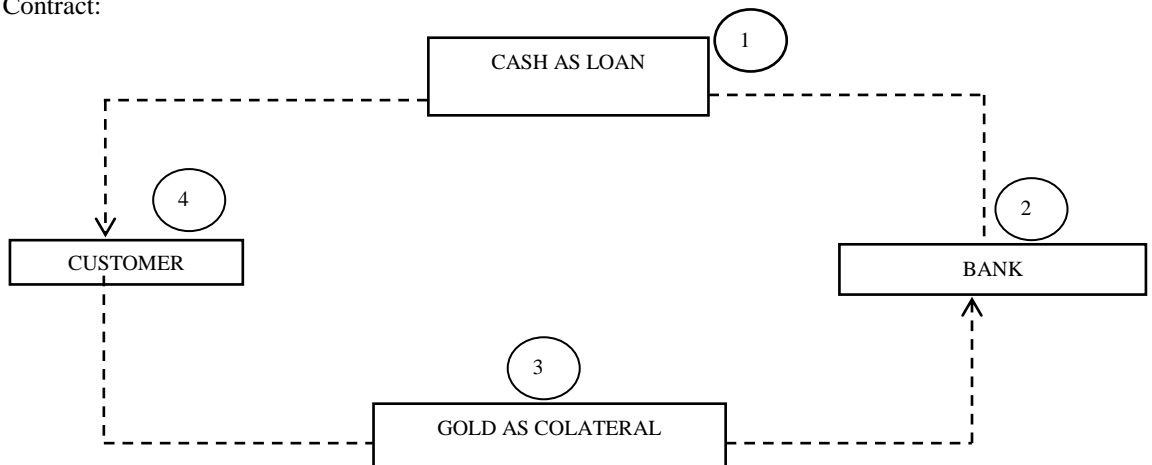 Contract:
1
CASH AS LOAN
4
2
CUSTOMER
BANK
3
GOLD AS COLATERAL